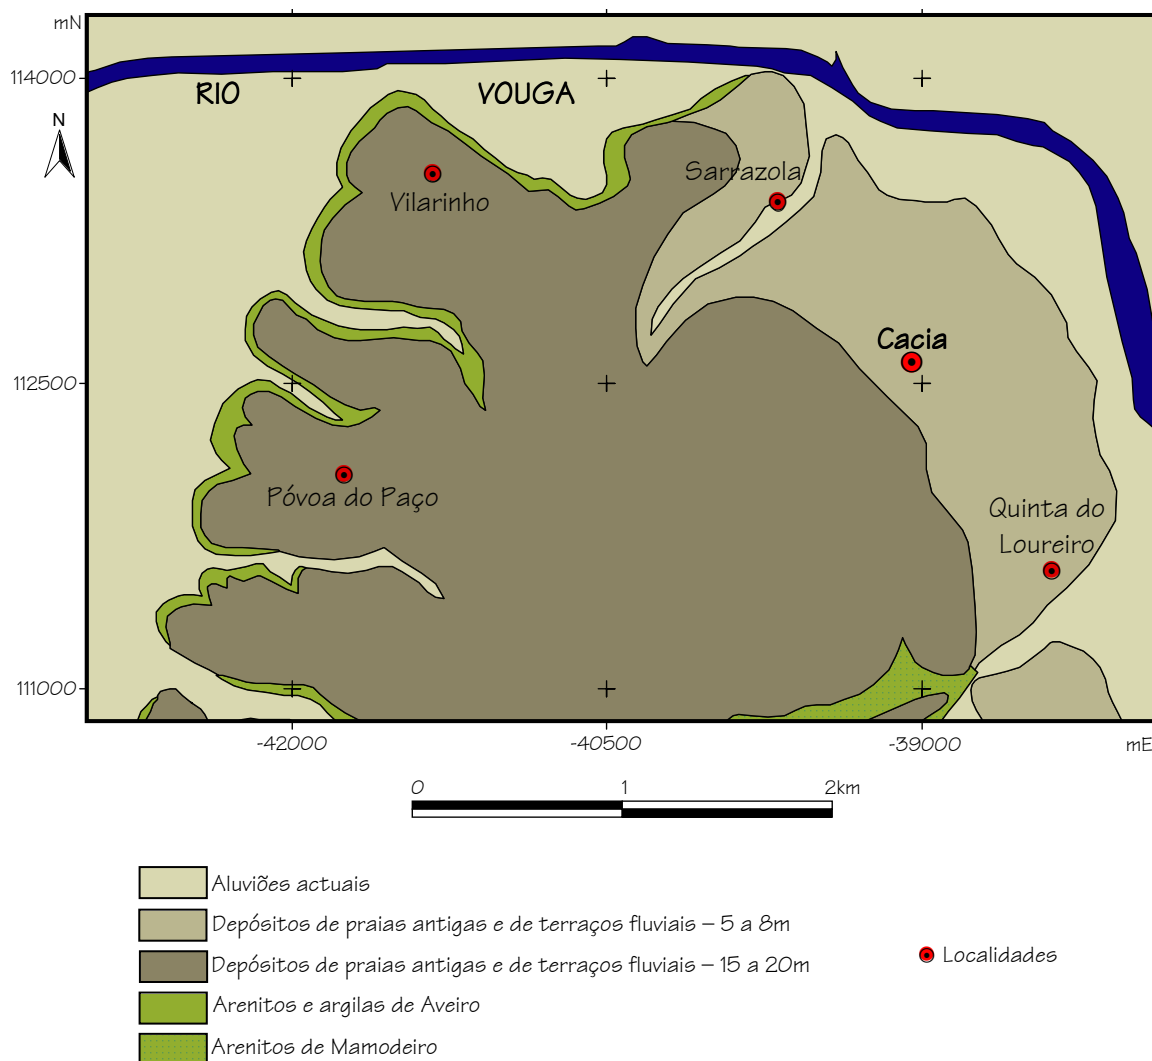 mN
114000
N
RIO VOUGA
Sarrazola
Vilarinho
Cacia
112500
Póvoa do Paço
Quinta do
Loureiro
111000
-42000 -40500 -39000 mE
0 1 2km
Aluviões actuais
Depósitos de praias antigas e de terraços fluviais – 5 a 8m
Depósitos de praias antigas e de terraços fluviais – 15 a 20m
Localidades
Arenitos e argilas de Aveiro
Arenitos de Mamodeiro